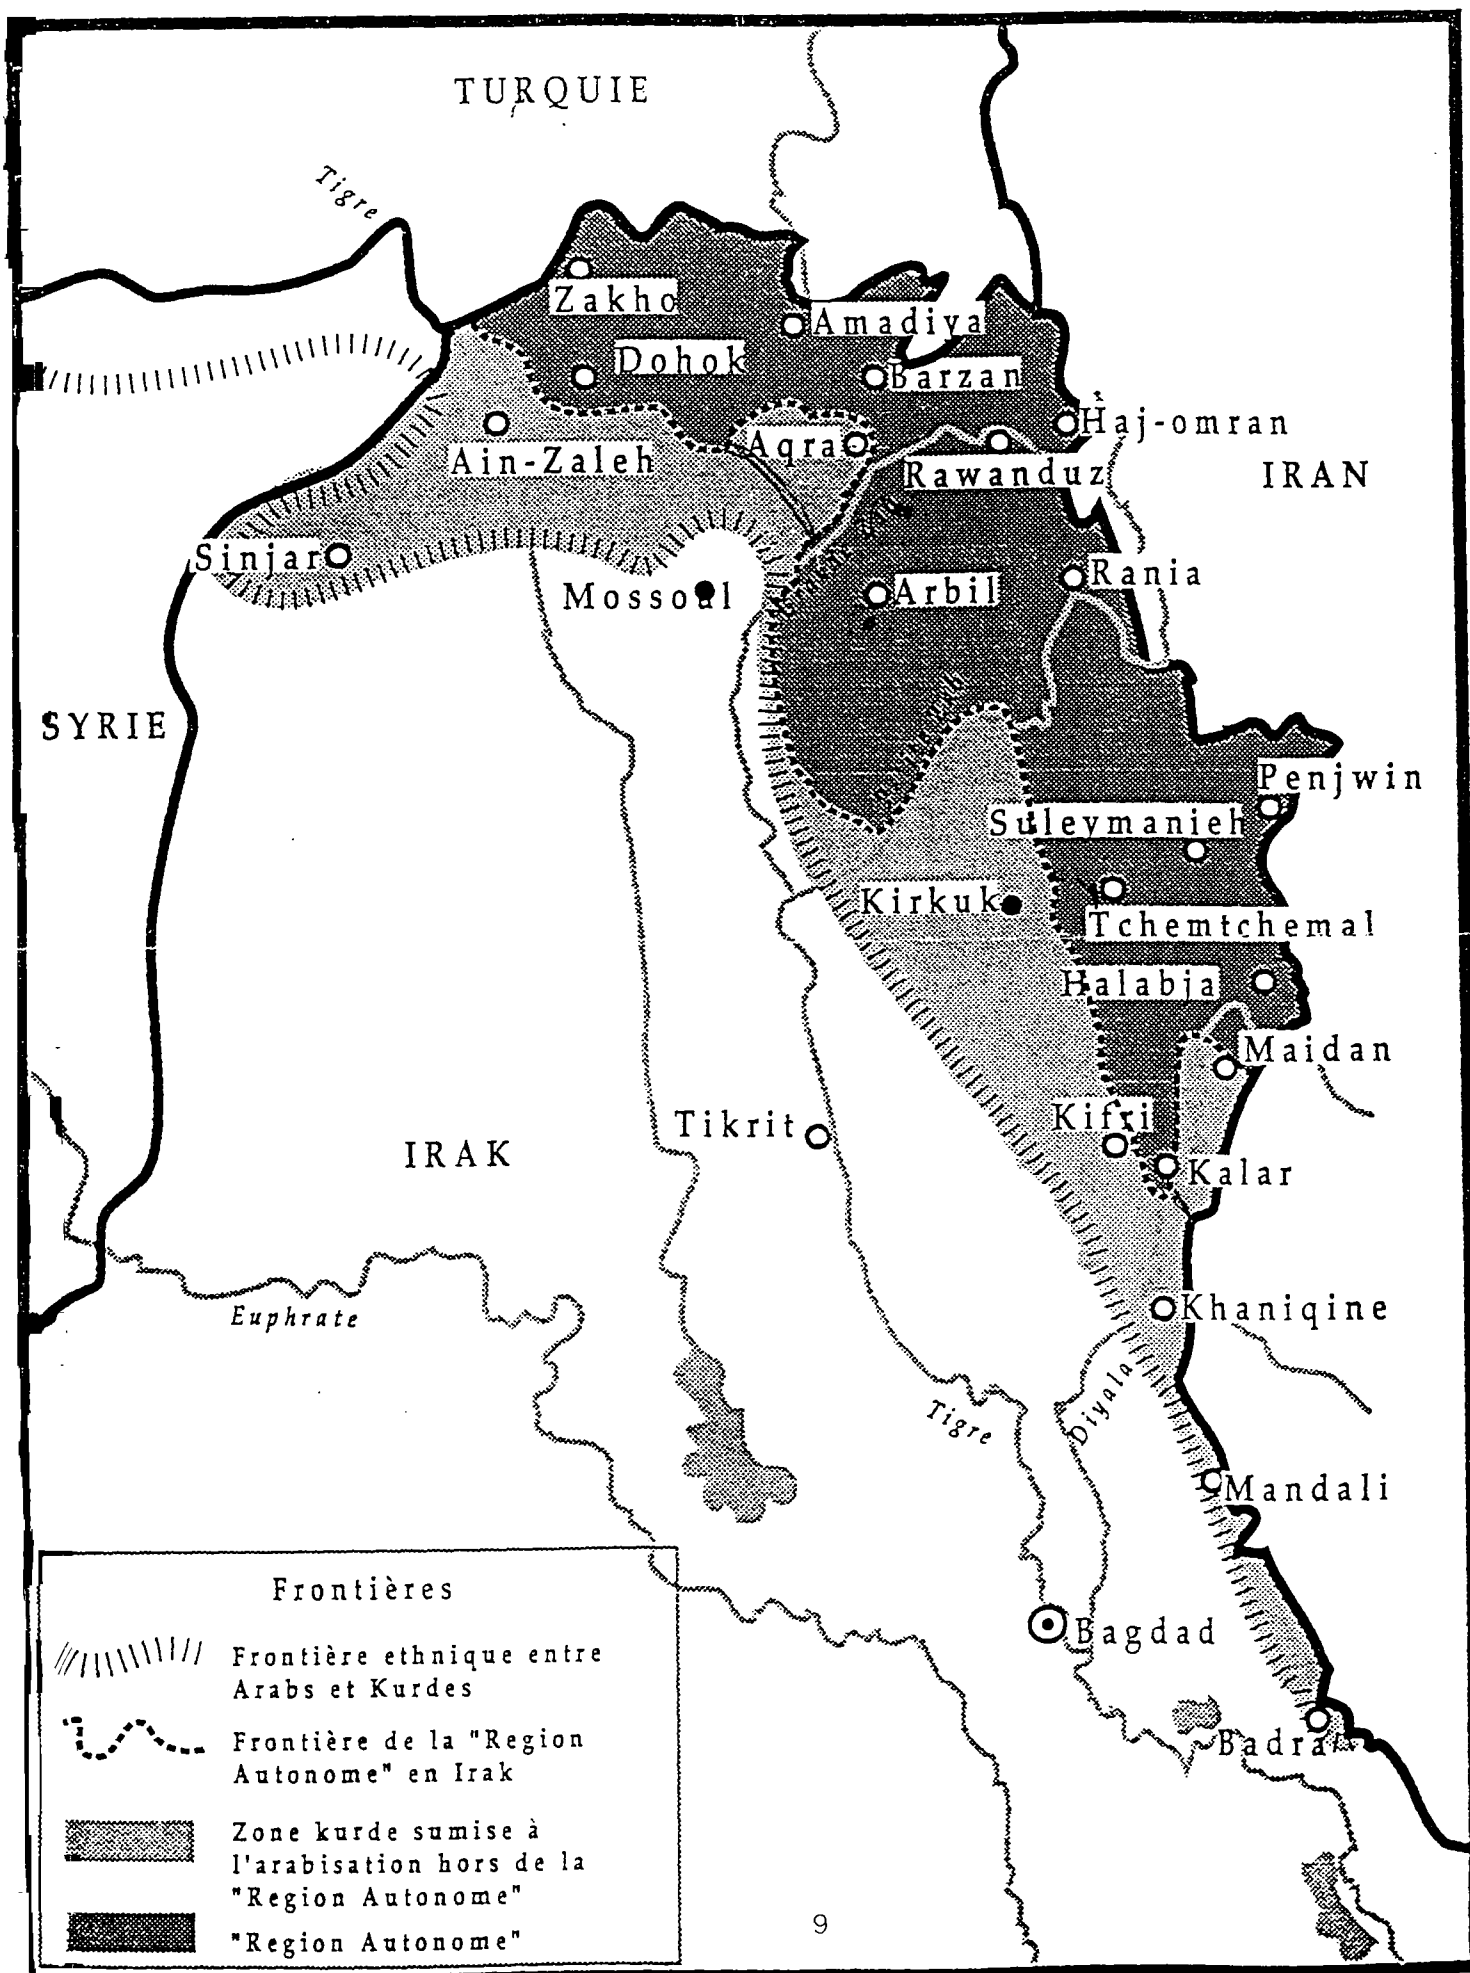 TURQUIE
Tigre
Zakho
Amadiya
Dohok
Barzan
Haj-omran
Aqra
Ain-Zaleh
Rawanduz
IRAN
Sinjar
Mossoul
Arbil
Rania
SYRIE
Penjwin
Suleymanieh
Kirkuk
Tchemtchemal
Halabja
Maidan
Kifri
Tikrit
IRAK
Kalar
Euphrate
Khaniqine
Tigre
Diyala
Mandali
Bagdad
Badra
Frontières
Frontière ethnique entre
Arabs et Kurdes
Frontière de la "Region
Autonome" en Irak
Zone kurde sumise à
l'arabisation hors de la
"Region Autonome"
"Region Autonome"
9